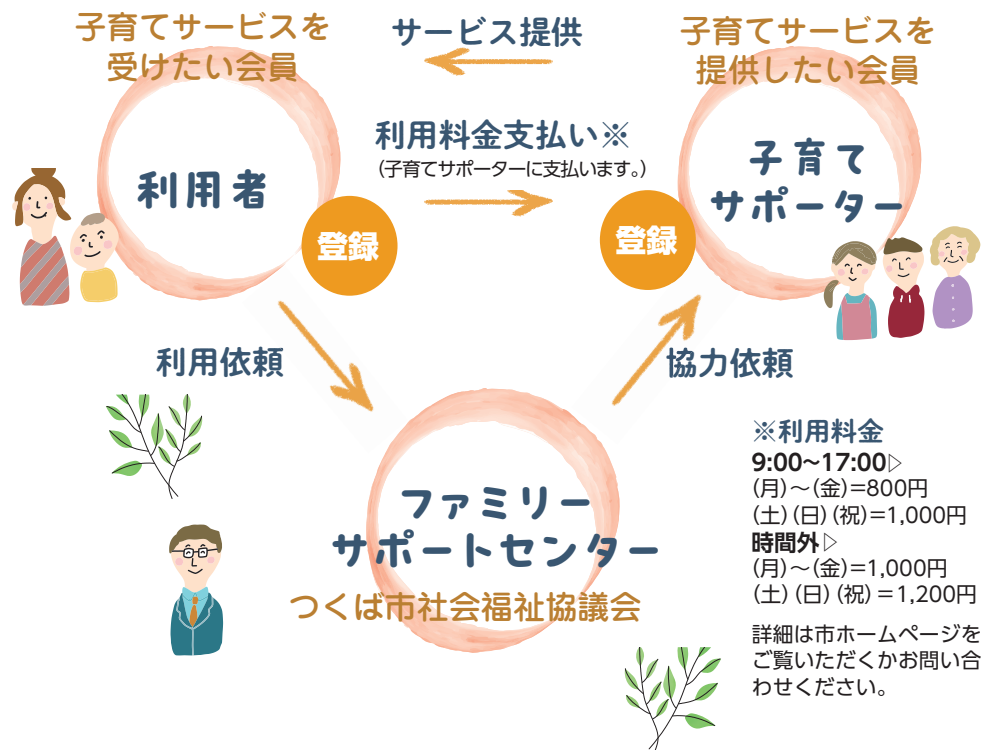 子育てサービスを
受けたい会員
利用者
登録
サービス提供
利用料金支払い※
(子育てサポーターに支払います。)
子育てサービスを
提供したい会員
子育て
サポーター
登録
利用依頼
協力依頼
ファミリー
サポートセンター
つくば市社会福祉協議会
※利用料金
9:00~17:00▷
(月)~(金)=800円
(土)(日)(祝)=1,000円
時間外▷
(月)~(金)=1,000円
(土)(日)(祝)=1,200円
詳細は市ホームページを
ご覧いただくかお問い合
わせください。